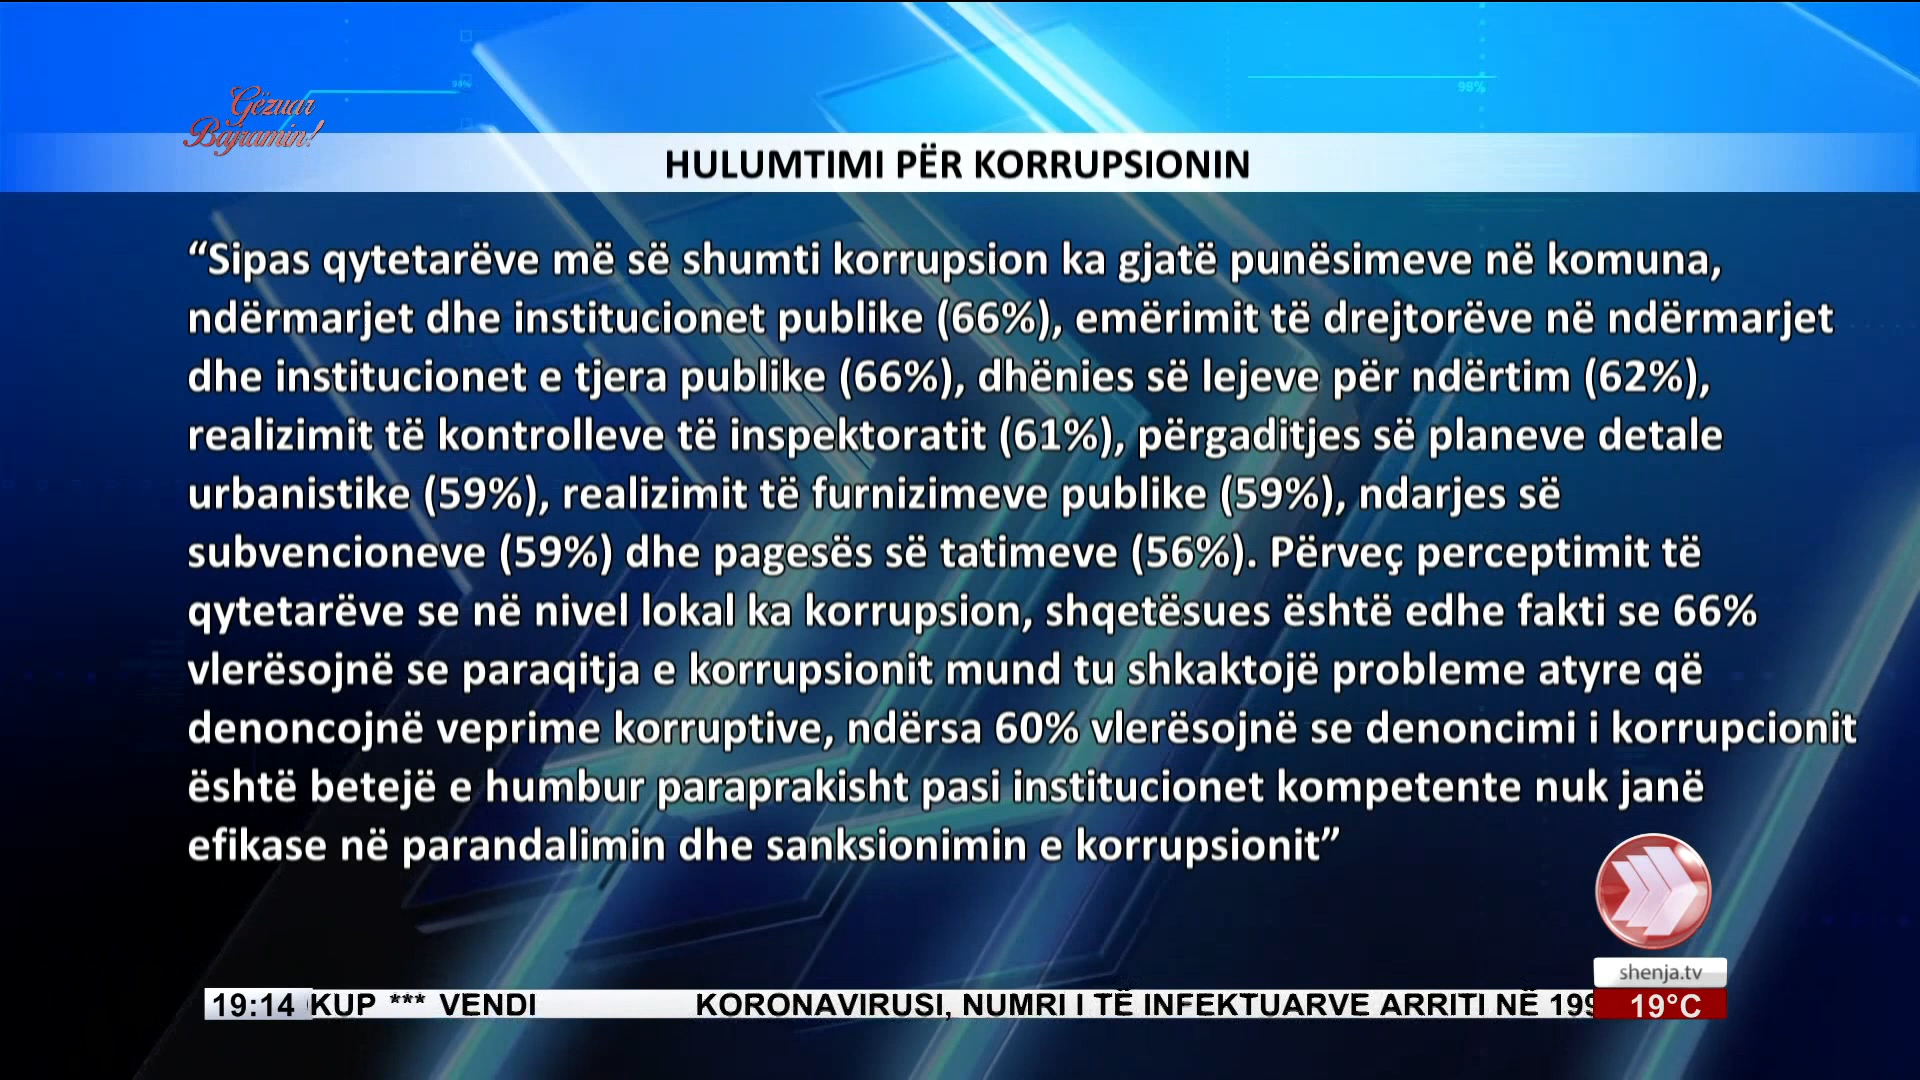 98%
98%
Gëzuar
Bajramin!
HULUMTIMI PËR KORRUPSIONIN
“Sipas qytetarëve më së shumti korrupsion ka gjatë punësimeve në komuna,
ndërmarjet dhe institucionet publike (66%), emërimit të drejtorëve në ndërmarjet
dhe institucionet e tjera publike (66%), dhënies së lejeve për ndërtim (62%),
realizimit të kontrolleve të inspektoratit (61%), përgaditjes së planeve detale
urbanistike (59%), realizimit të furnizimeve publike (59%), ndarjes së
subvencioneve (59%) dhe pagesës së tatimeve (56%). Përveç perceptimit të
qytetarëve se në nivel lokal ka korrupsion, shqetësues është edhe fakti se 66%
vlerësojnë se paraqitja e korrupsionit mund tu shkaktojë probleme atyre që
denoncojnë veprime korruptive, ndërsa 60% vlerësojnë se denoncimi i korrupcionit
është betejë e humbur paraprakisht pasi institucionet kompetente nuk janë
efikase në parandalimin dhe sanksionimin e korrupsionit”
shenja.tv
19:14 KUP *** VENDI KORONAVIRUSI, NUMRI I TË INFEKTUARVE ARRITI NË 199 19°C